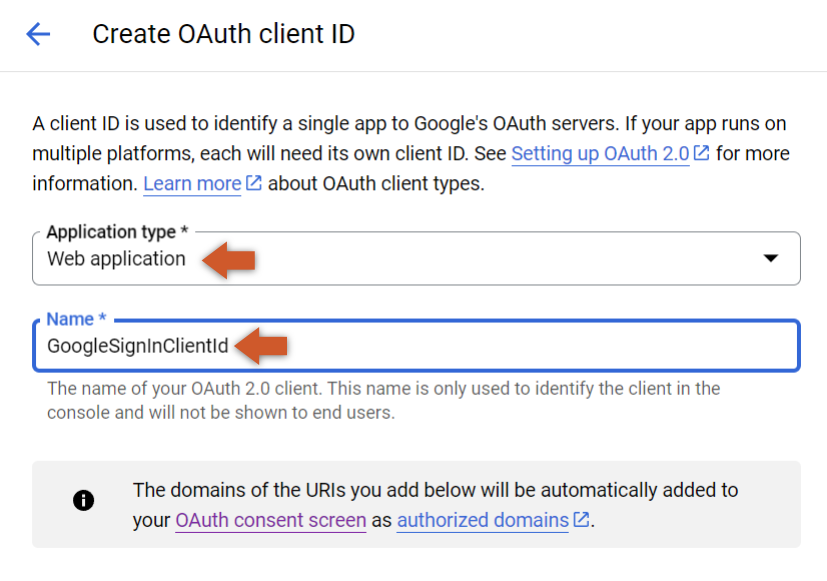 Create OAuth client ID
A client ID is used to identify a single app to Google's OAuth servers. If your app runs on
multiple platforms, each will need its own client ID. See Setting up OAuth 2.0 for more
information. Learn more about OAuth client types.
Application type *
Web application
Name *
GoogleSignInClientId
The name of your OAuth 2.0 client. This name is only used to identify the client in the
console and will not be shown to end users.
The domains of the URIs you add below will be automatically added to
your OAuth consent screen as authorized domains.